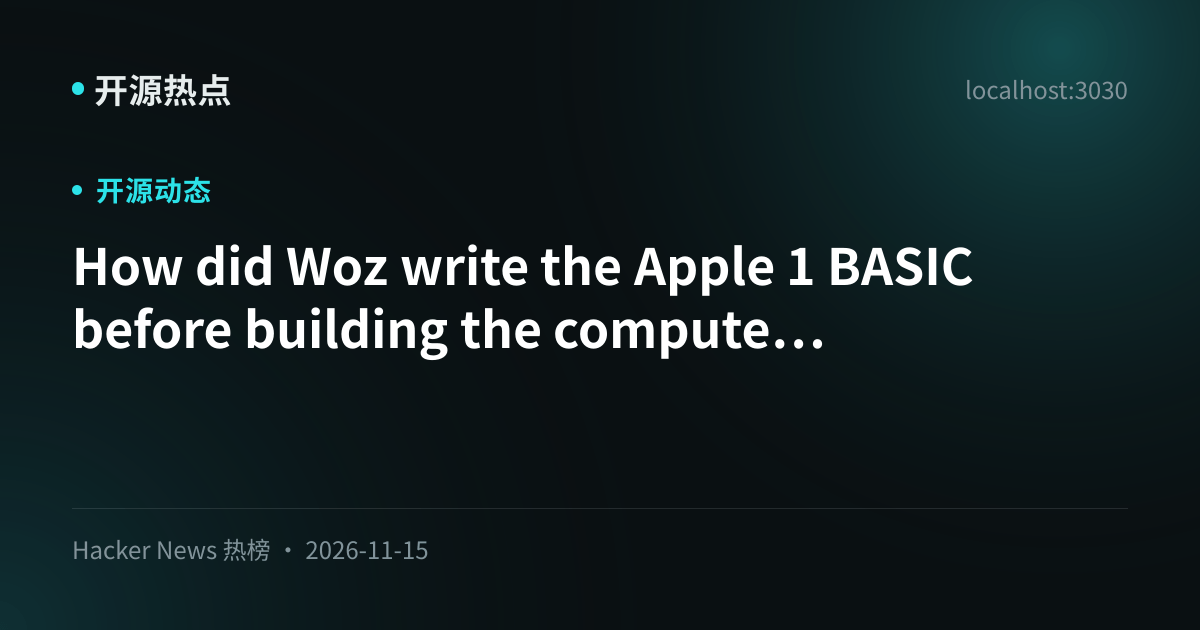 开源热点
localhost:3030
开源动态
How did Woz write the Apple 1 BASIC
before building the compute…
Hacker News 热榜 · 2026-11-15